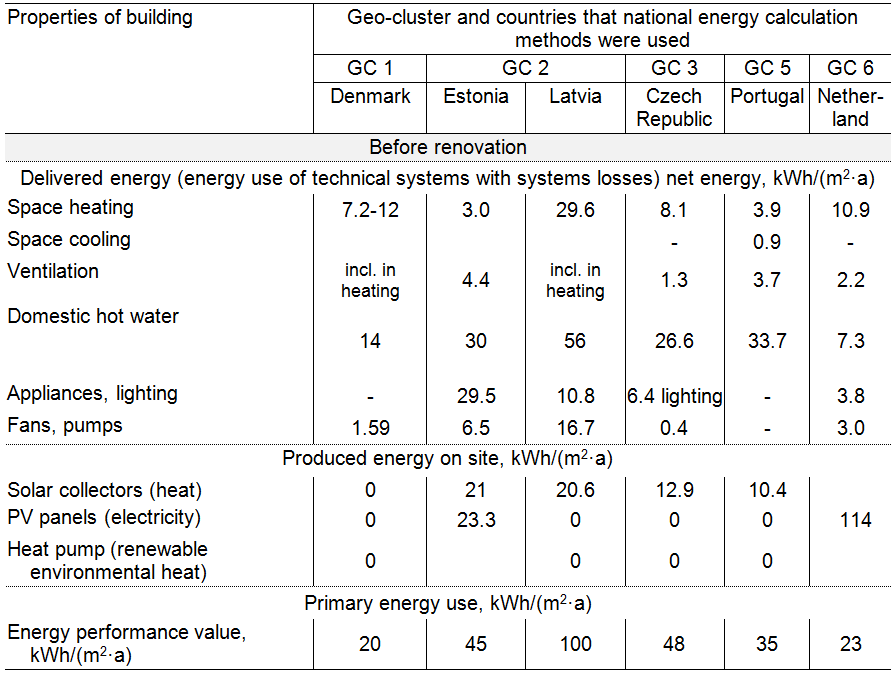 Properties of building Geo-cluster and countries that national energy calculation
methods were used
GC 1 GC 2 GC 3 GC 5 GC 6
Denmark Estonia Latvia Czech Portugal Nether-
Republic land
Before renovation
Delivered energy (energy use of technical systems with systems losses) net energy, kWh/(m²·a)
Space heating 7.2-12 3.0 29.6 8.1 3.9 10.9
Space cooling - 0.9 -
Ventilation incl. in heating 4.4 incl. in heating 1.3 3.7 2.2
Domestic hot water
14 30 56 26.6 33.7 7.3
Appliances, lighting - 29.5 10.8 6.4 lighting - 3.8
Fans, pumps 1.59 6.5 16.7 0.4 - 3.0
Produced energy on site, kWh/(m²·a)
Solar collectors (heat) 0 21 20.6 12.9 10.4
PV panels (electricity) 0 23.3 0 0 0 114
Heat pump (renewable
environmental heat) 0 0 0 0
Primary energy use, kWh/(m²·a)
Energy performance value,
kWh/(m²·a) 20 45 100 48 35 23